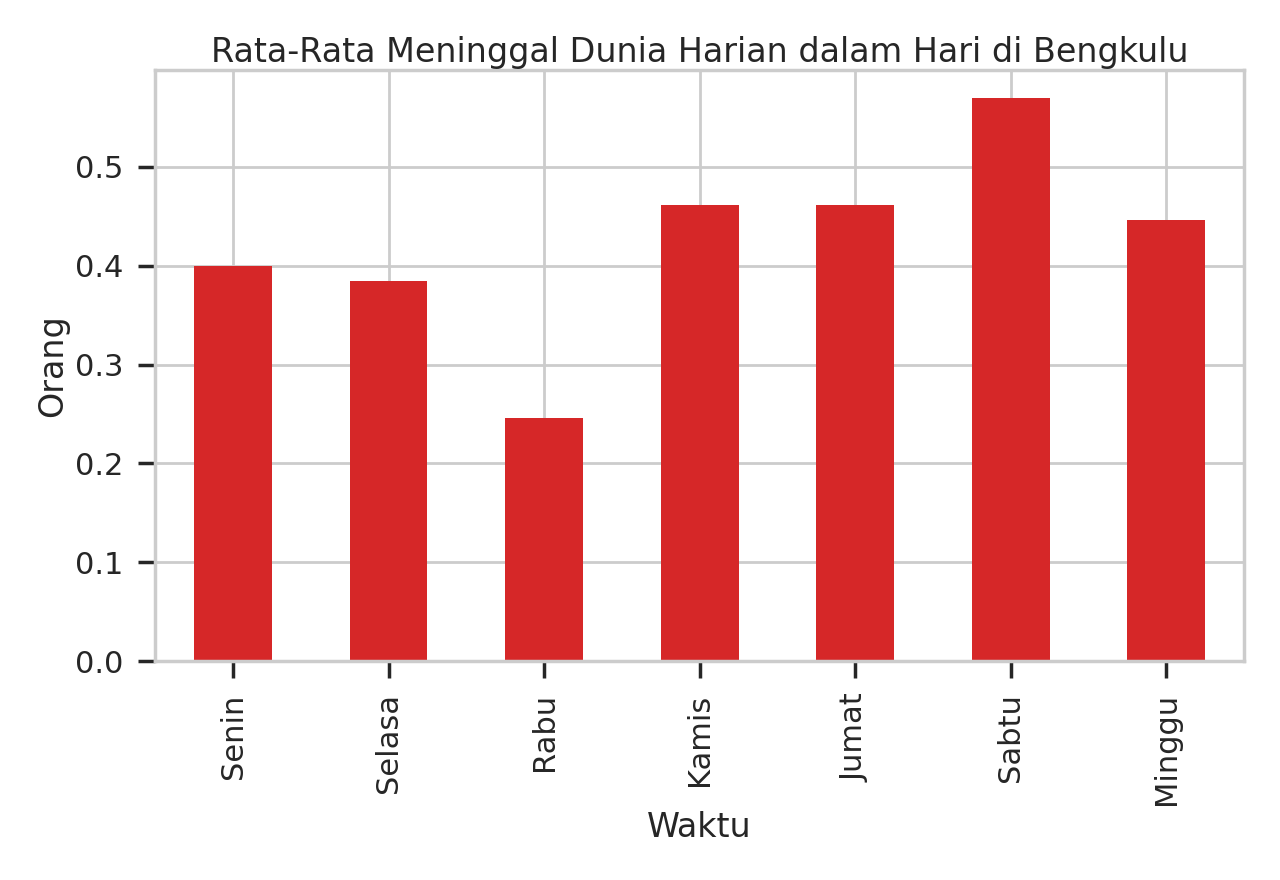 Rata-Rata Meninggal Dunia Harian dalam Hari di Bengkulu
Orang
0.5
0.4
0.3
0.2
0.1
0.0
Senin
Selasa
Rabu
Kamis
Jumat
Sabtu
Minggu
Waktu